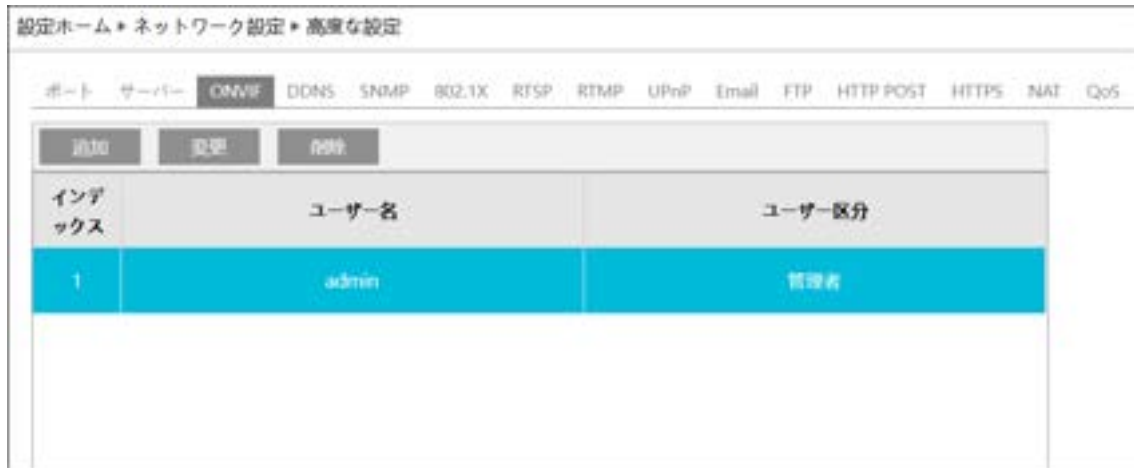 設定ホーム ▸ ネットワーク設定 ▸ 高度な設定
ポート サーバー ONVIF DDNS SNMP 802.1X RTSP RTMP UPnP Email FTP HTTP POST HTTPS NAT QoS
追加 変更 削除
インデックス ユーザー名 ユーザー区分
1 admin 管理者